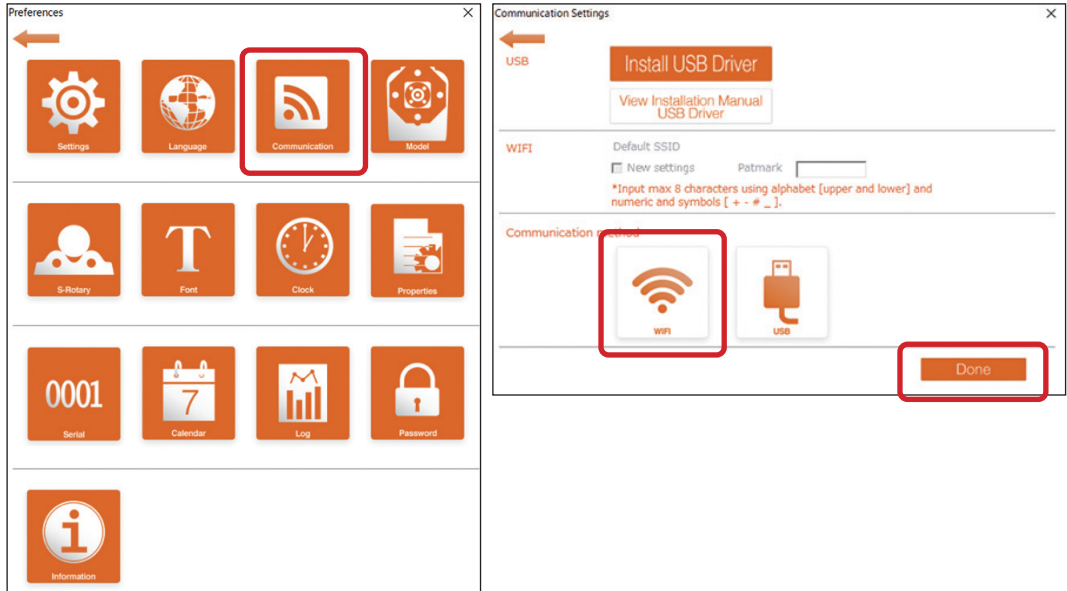 Preferences
Settings
Language
Communication
Model
S-Rotary
Font
Clock
Properties
0001
Serial
7
Calendar
Log
Password
i
Information
Communication Settings
USB
Install USB Driver
View Installation Manual
USB Driver
WIFI
Default SSID
New settings Patmark
*Input max 8 characters using alphabet [upper and lower] and
numeric and symbols [ + - # _ ].
Communication method
WIFI
USB
Done